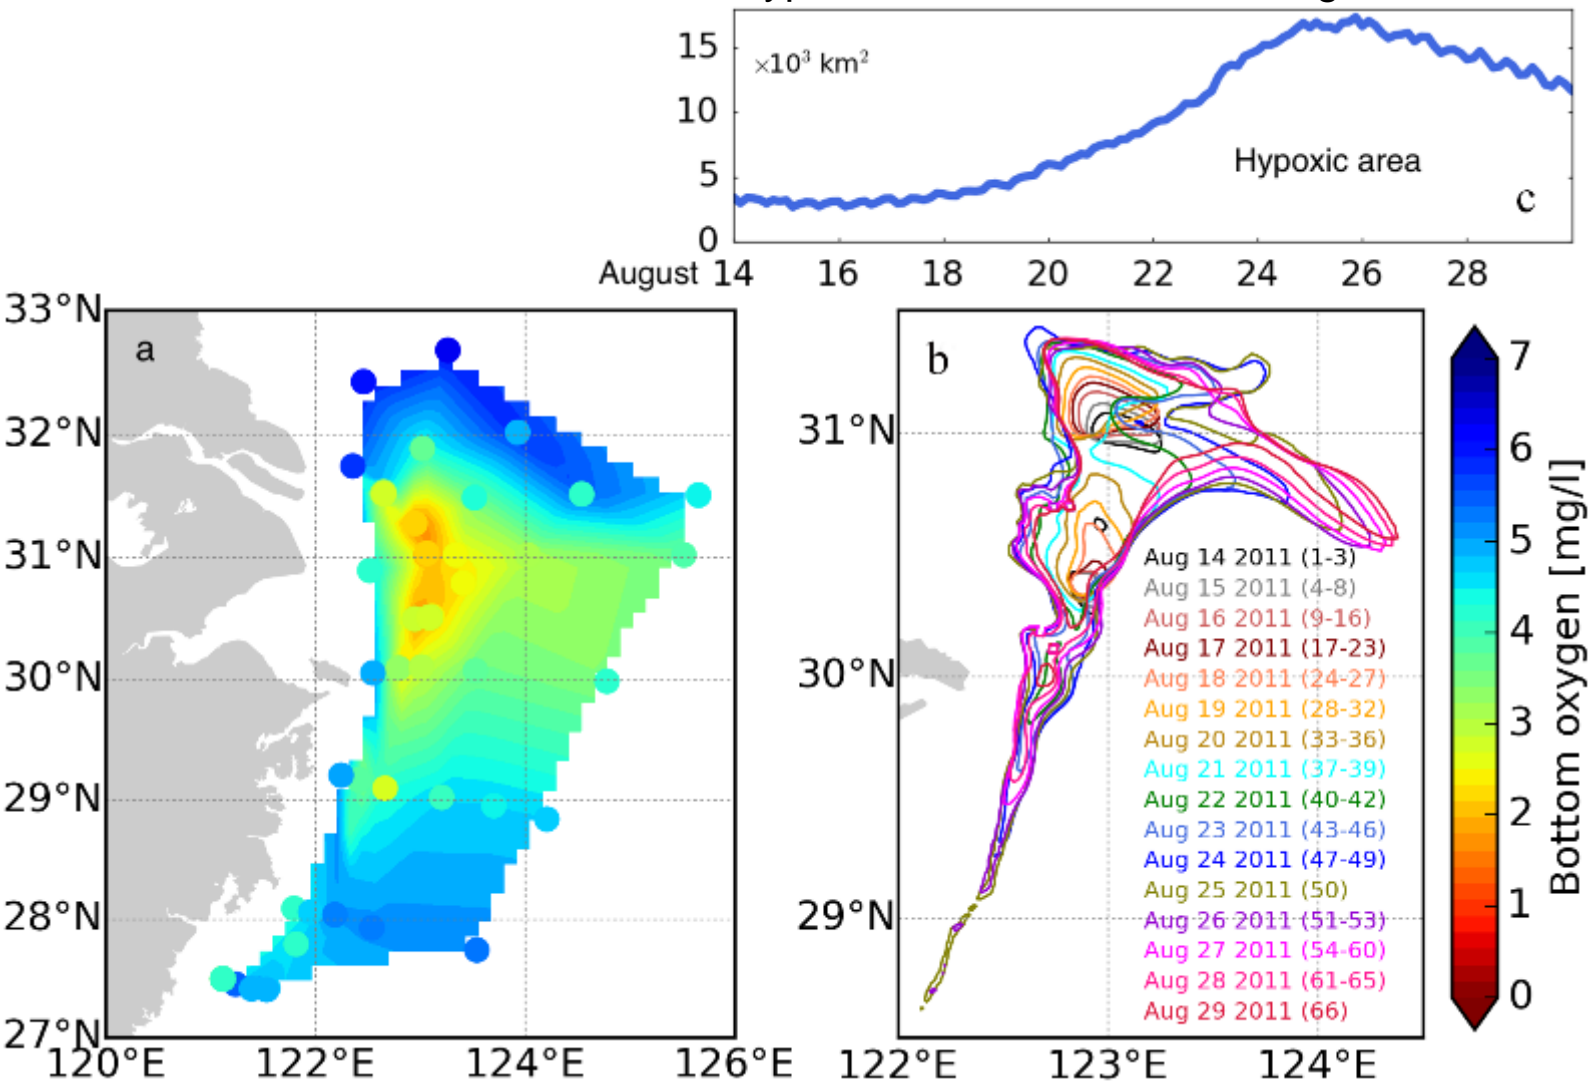 15
×10³ km²
10
5
Hypoxic area
c
0
August 14 16 18 20 22 24 26 28
33°N
a
32°N
31°N
30°N
29°N
28°N
27°N
120°E 122°E 124°E 126°E
b
31°N
30°N
29°N
122°E 123°E 124°E
Aug 14 2011 (1-3)
Aug 15 2011 (4-8)
Aug 16 2011 (9-16)
Aug 17 2011 (17-23)
Aug 18 2011 (24-27)
Aug 19 2011 (28-32)
Aug 20 2011 (33-36)
Aug 21 2011 (37-39)
Aug 22 2011 (40-42)
Aug 23 2011 (43-46)
Aug 24 2011 (47-49)
Aug 25 2011 (50)
Aug 26 2011 (51-53)
Aug 27 2011 (54-60)
Aug 28 2011 (61-65)
Aug 29 2011 (66)
7
6
5
4
3
2
1
0
Bottom oxygen [mg/l]